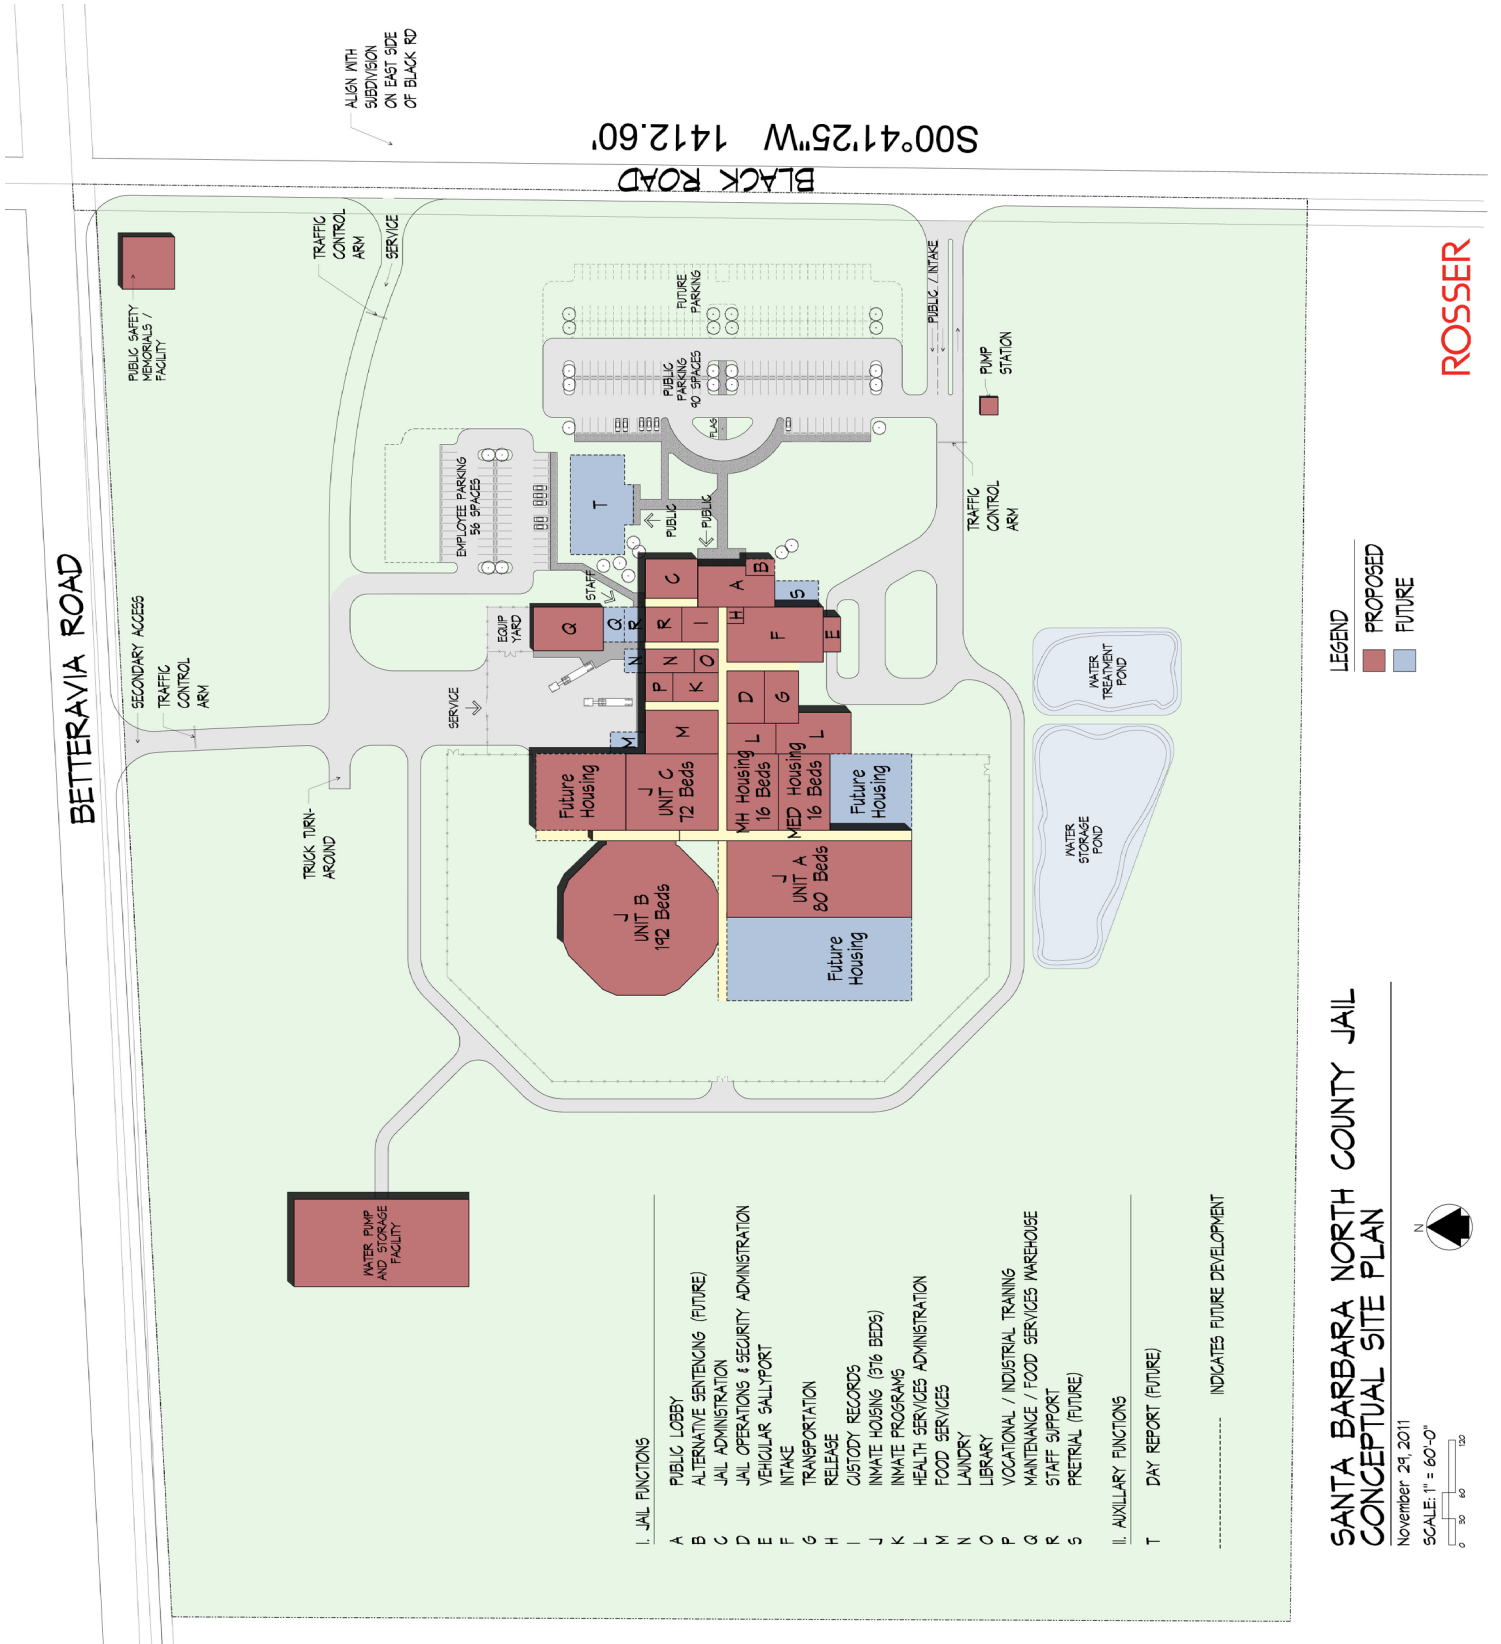 BETTERAVIA ROAD
S00°41'25"W 1412.60'
BLACK ROAD
ALIGN WITH
SUBDIVISION
ON EAST SIDE
OF BLACK RD
PUBLIC SAFETY
MEMORIALS /
FACILITY
TRAFFIC
CONTROL
ARM
SERVICE
SECONDARY ACCESS
TRAFFIC
CONTROL
ARM
TRUCK TURN-
AROUND
SERVICE
EQUIP
YARD
EMPLOYEE PARKING
56 SPACES
STAFF
FUTURE
PARKING
PUBLIC
PARKING
90 SPACES
FLAG
PUBLIC
PUBLIC
PUBLIC / INTAKE
PUMP
STATION
TRAFFIC
CONTROL
ARM
T
C
A
B
S
Q
Q
R
R
I
H
F
E
N
N
O
P
K
D
G
M
M
L
L
Future
Housing
J
UNIT C
72 Beds
MH Housing
16 Beds
MED Housing
16 Beds
Future
Housing
J
UNIT B
192 Beds
J
UNIT A
80 Beds
Future
Housing
WATER
TREATMENT
POND
WATER
STORAGE
POND
WATER PUMP
AND STORAGE
FACILITY
I. JAIL FUNCTIONS
A PUBLIC LOBBY
B ALTERNATIVE SENTENCING (FUTURE)
C JAIL ADMINISTRATION
D JAIL OPERATIONS & SECURITY ADMINISTRATION
E VEHICULAR SALLYPORT
F INTAKE
G TRANSPORTATION
H RELEASE
I CUSTODY RECORDS
J INMATE HOUSING (376 BEDS)
K INMATE PROGRAMS
L HEALTH SERVICES ADMINISTRATION
M FOOD SERVICES
N LAUNDRY
O LIBRARY
P VOCATIONAL / INDUSTRIAL TRAINING
Q MAINTENANCE / FOOD SERVICES WAREHOUSE
R STAFF SUPPORT
S PRETRIAL (FUTURE)
II. AUXILLARY FUNCTIONS
T DAY REPORT (FUTURE)
INDICATES FUTURE DEVELOPMENT
LEGEND
PROPOSED
FUTURE
ROSSER
SANTA BARBARA NORTH COUNTY JAIL
CONCEPTUAL SITE PLAN
November 29, 2011
SCALE: 1" = 60'-0"
0 30 60 120
N